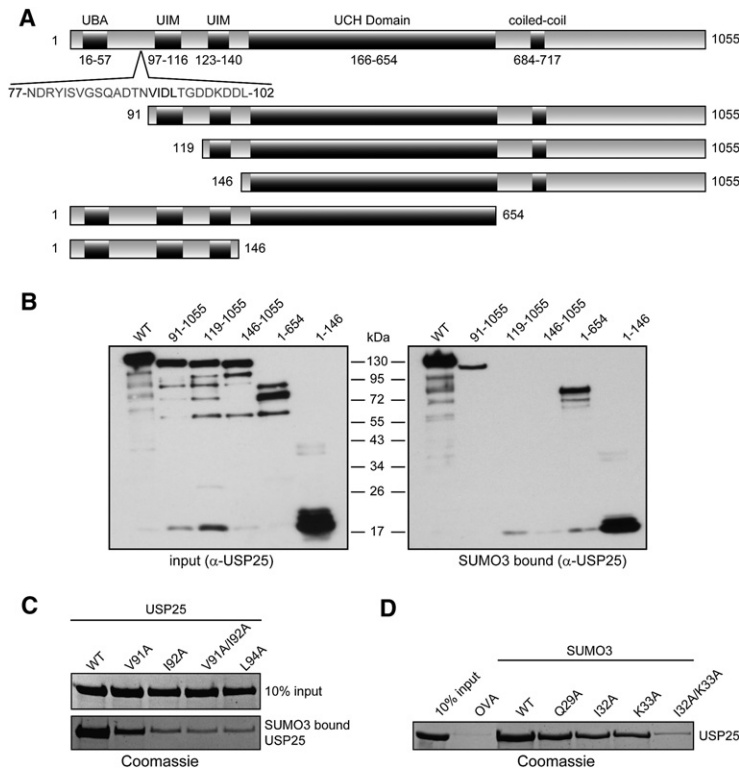 A
UBA UIM UIM UCH Domain coiled-coil
1 1055
16-57 97-116 123-140 166-654 684-717
77-NDRYISVGSQADTNVIDLTGDDKDDL-102
91 1055
119 1055
146 1055
1 654
1 146
B
WT 91-1055 119-1055 146-1055 1-654 1-146
kDa
WT 91-1055 119-1055 146-1055 1-654 1-146
130
95
72
55
43
34
26
17
input (α-USP25)
SUMO3 bound (α-USP25)
C
USP25
WT V91A I92A V91A/I92A L94A
10% input
SUMO3 bound
USP25
Coomassie
D
SUMO3
10% input OVA WT Q29A I32A K33A I32A/K33A
USP25
Coomassie